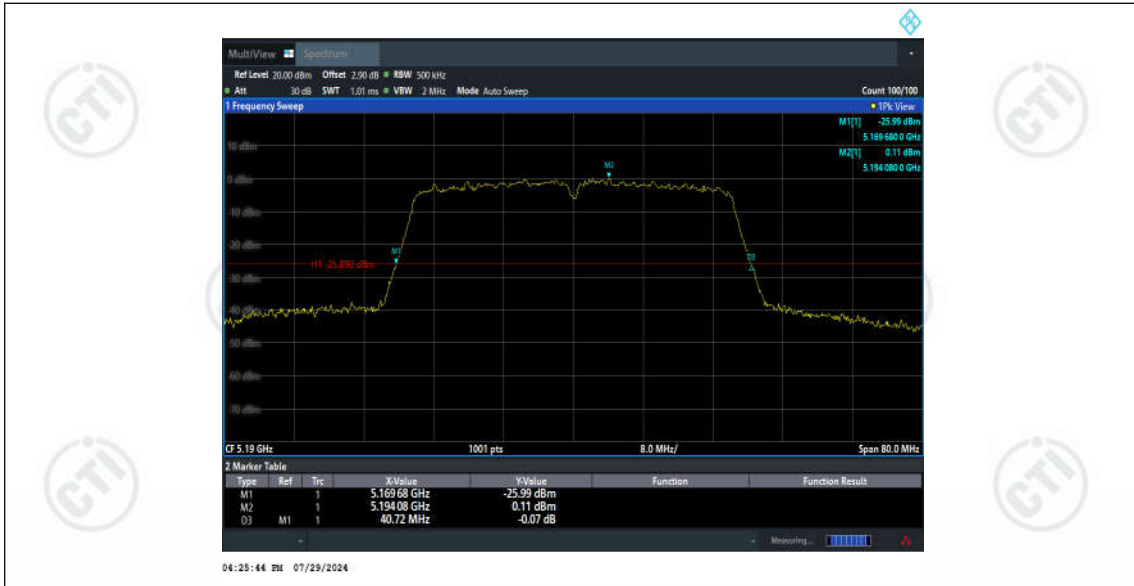 MultiView Spectrum
Ref Level 20.00 dBm Offset 2.90 dB RBW 500 kHz
Att 30 dB SWT 1.01 ms VBW 2 MHz Mode Auto Sweep Count 100/100
1 Frequency Sweep 1Pk View
M1[1] -25.99 dBm
5.169 680 0 GHz
M2[1] 0.11 dBm
5.194 080 0 GHz
10 dBm
M2
0 dBm
-10 dBm
-20 dBm
M1
D3
H1 -25.890 dBm
-30 dBm
-40 dBm
-50 dBm
-60 dBm
-70 dBm
CF 5.19 GHz 1001 pts 8.0 MHz/ Span 80.0 MHz
2 Marker Table
Type Ref Trc X-Value Y-Value Function Function Result
M1 1 5.169 68 GHz -25.99 dBm
M2 1 5.194 08 GHz 0.11 dBm
D3 M1 1 40.72 MHz -0.07 dB
Measuring...
04:25:44 PM 07/29/2024
CTI
CTI
CTI
CTI